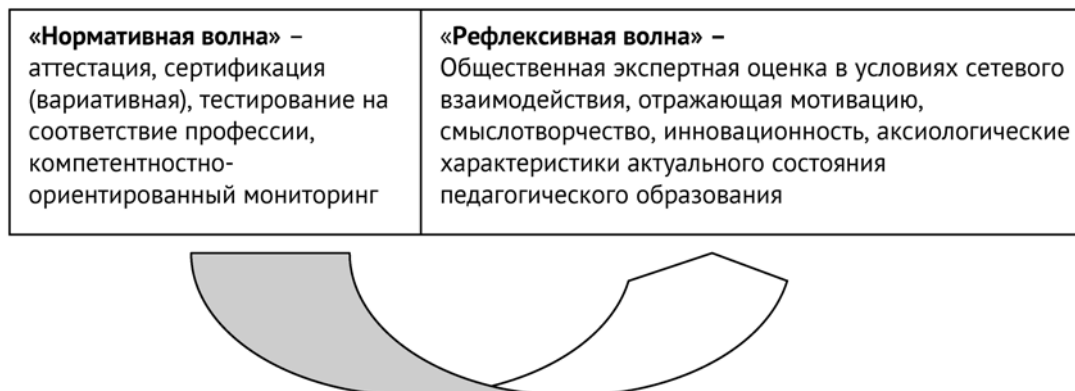 «Нормативная волна» –
аттестация, сертификация
(вариативная), тестирование на
соответствие профессии,
компетентностно-
ориентированный мониторинг
«Рефлексивная волна» –
Общественная экспертная оценка в условиях сетевого
взаимодействия, отражающая мотивацию,
смыслотворчество, инновационность, аксиологические
характеристики актуального состояния
педагогического образования